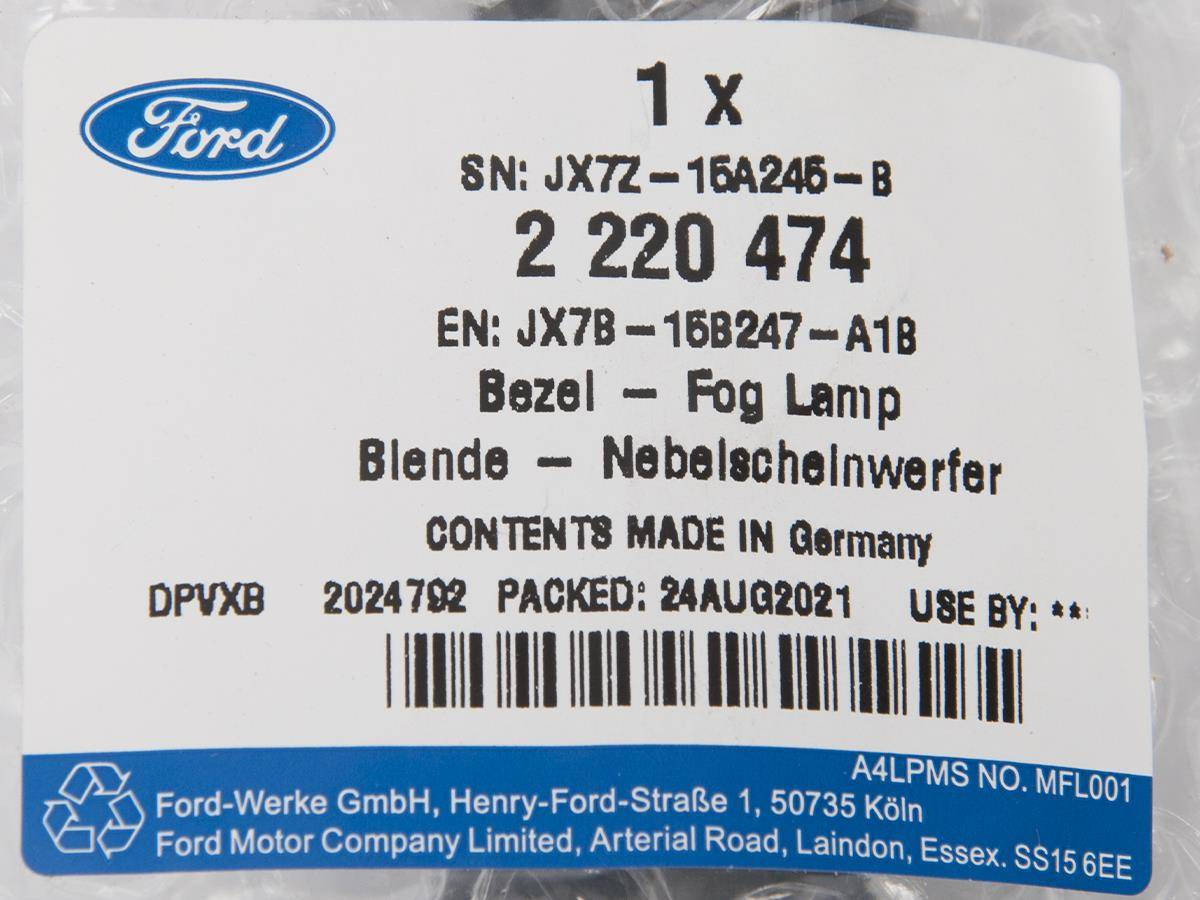 Ford
1 x
SN: JX7Z-15A245-B
2 220 474
EN: JX7B-15B247-A1B
Bezel - Fog Lamp
Blende - Nebelscheinwerfer
CONTENTS MADE IN Germany
DPVXB 2024792 PACKED: 24AUG2021 USE BY: **
A4LPMS NO. MFL001
Ford-Werke GmbH, Henry-Ford-Straße 1, 50735 Köln
Ford Motor Company Limited, Arterial Road, Laindon, Essex. SS15 6EE